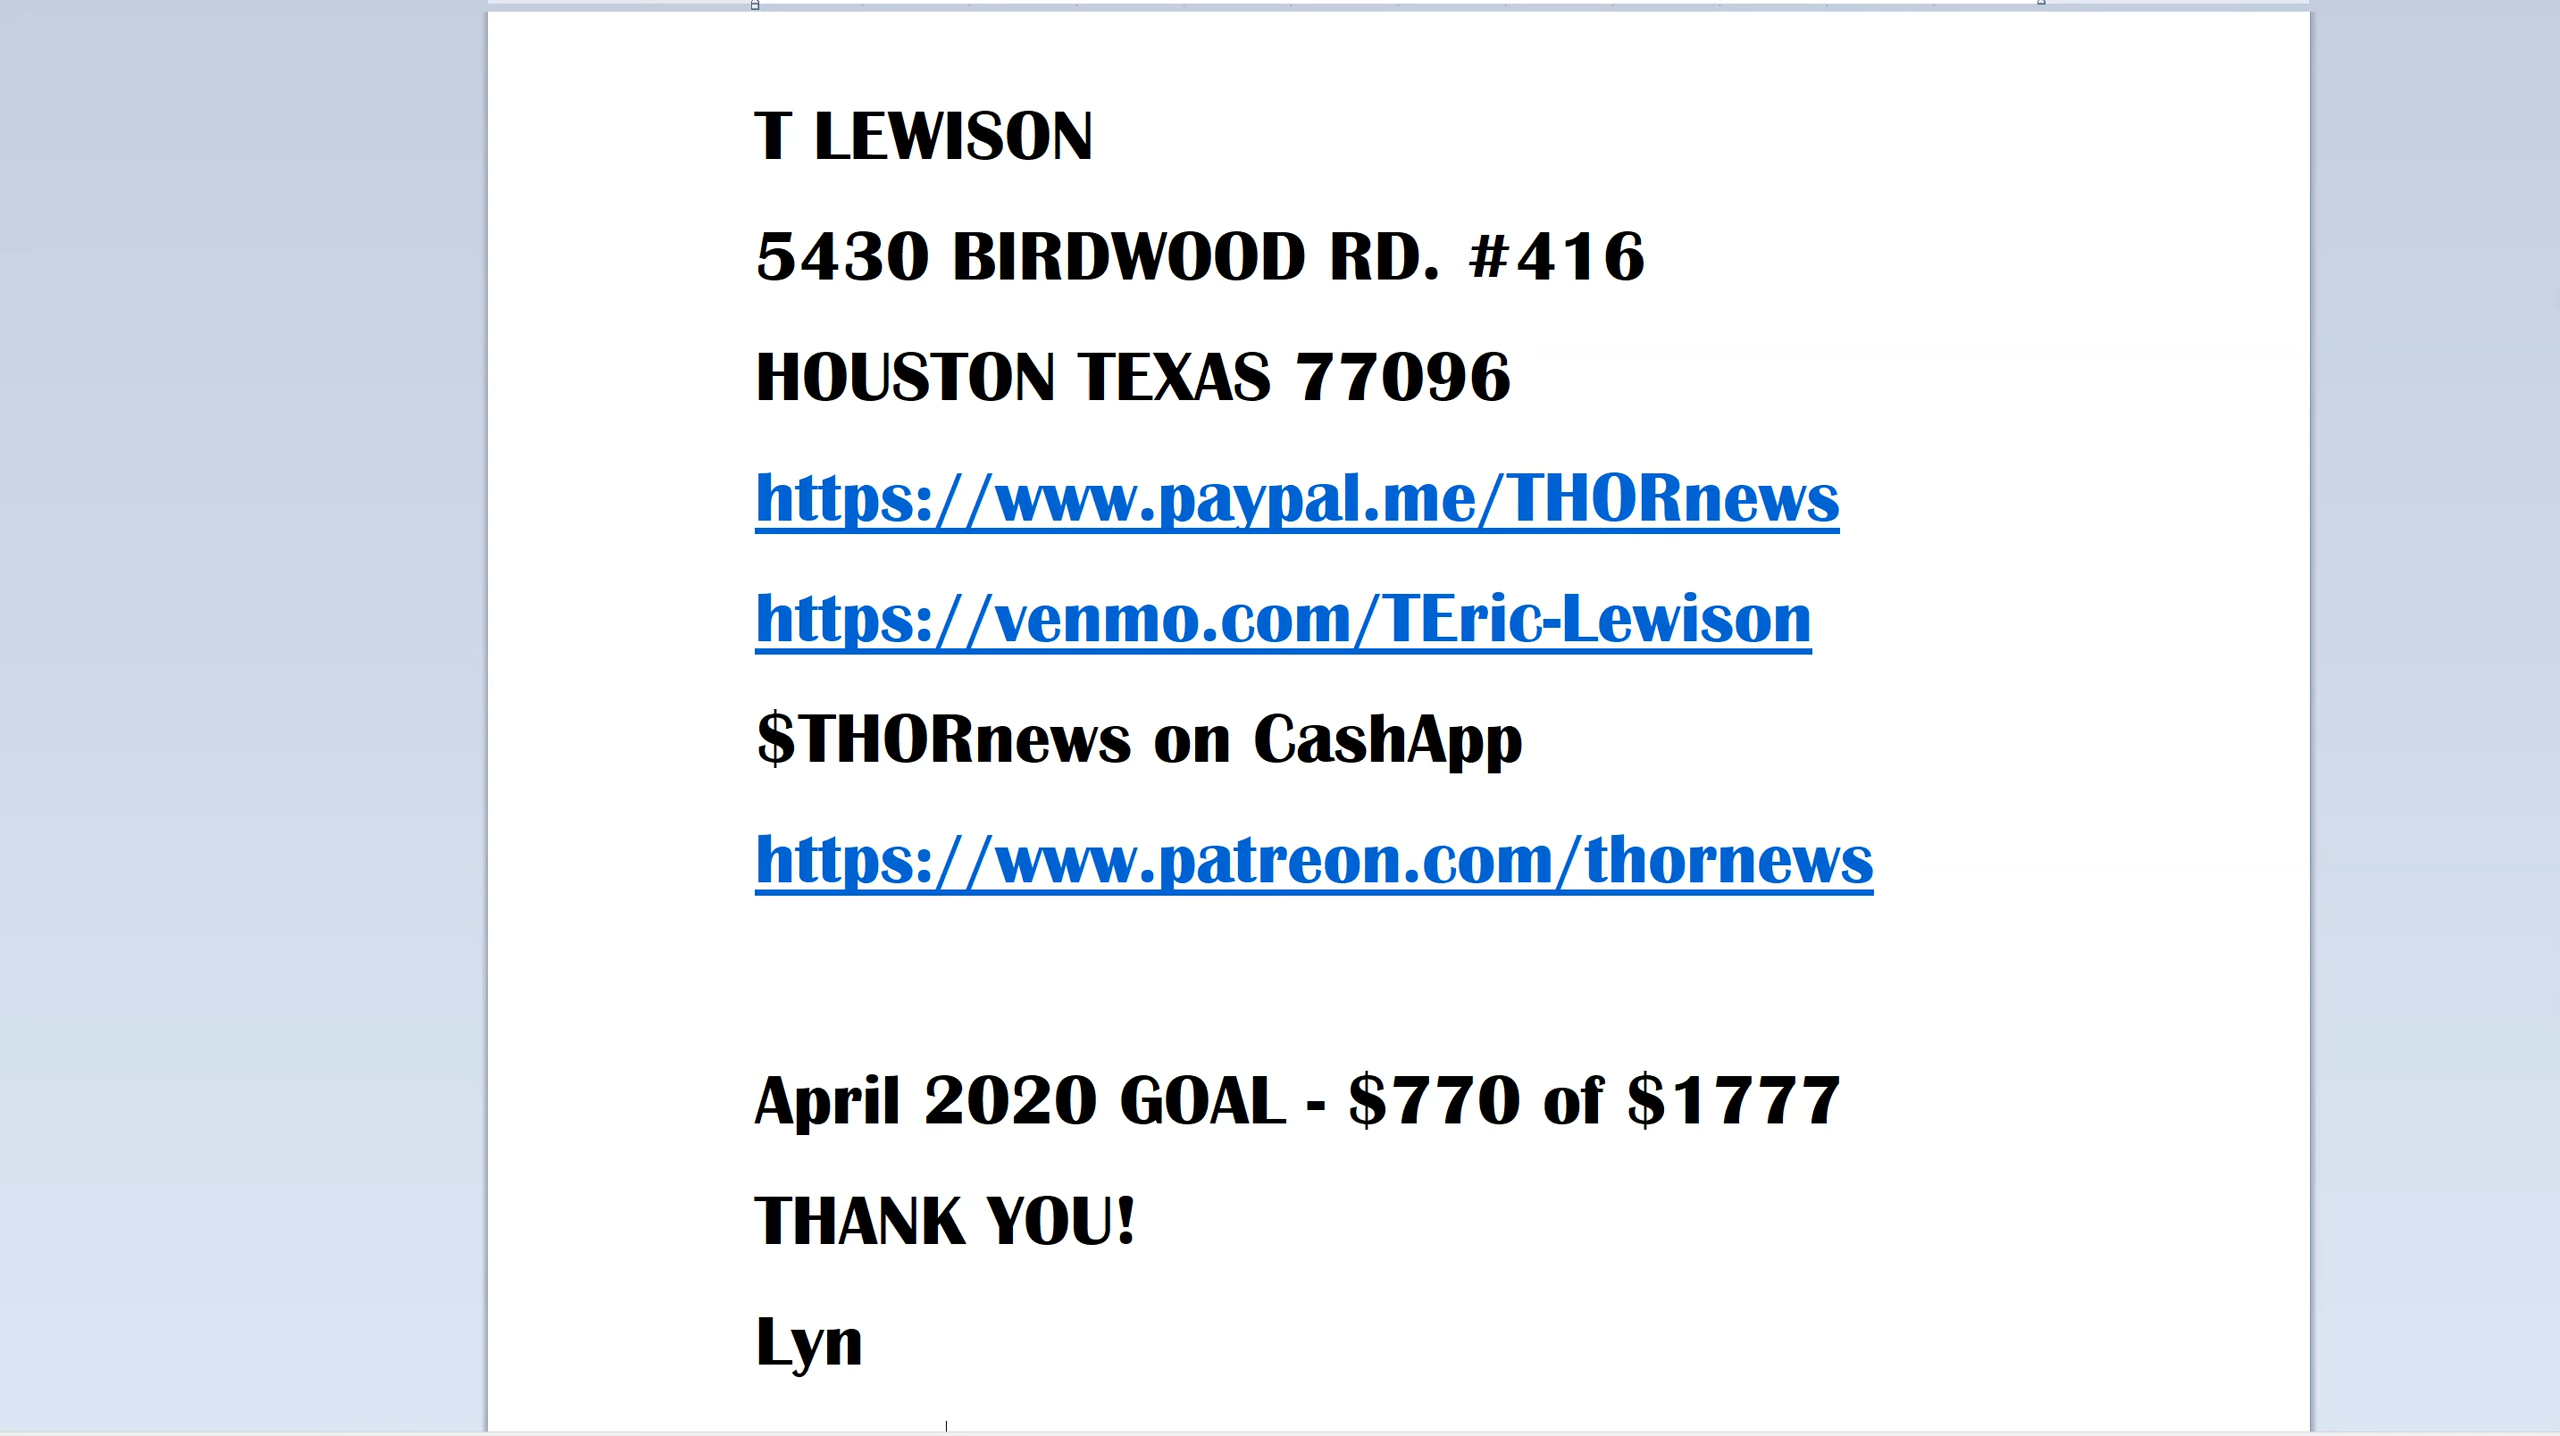 T LEWISON
5430 BIRDWOOD RD. #416
HOUSTON TEXAS 77096
https://www.paypal.me/THORnews
https://venmo.com/TEric-Lewison
$THORnews on CashApp
https://www.patreon.com/thornews
April 2020 GOAL - $770 of $1777
THANK YOU!
Lyn